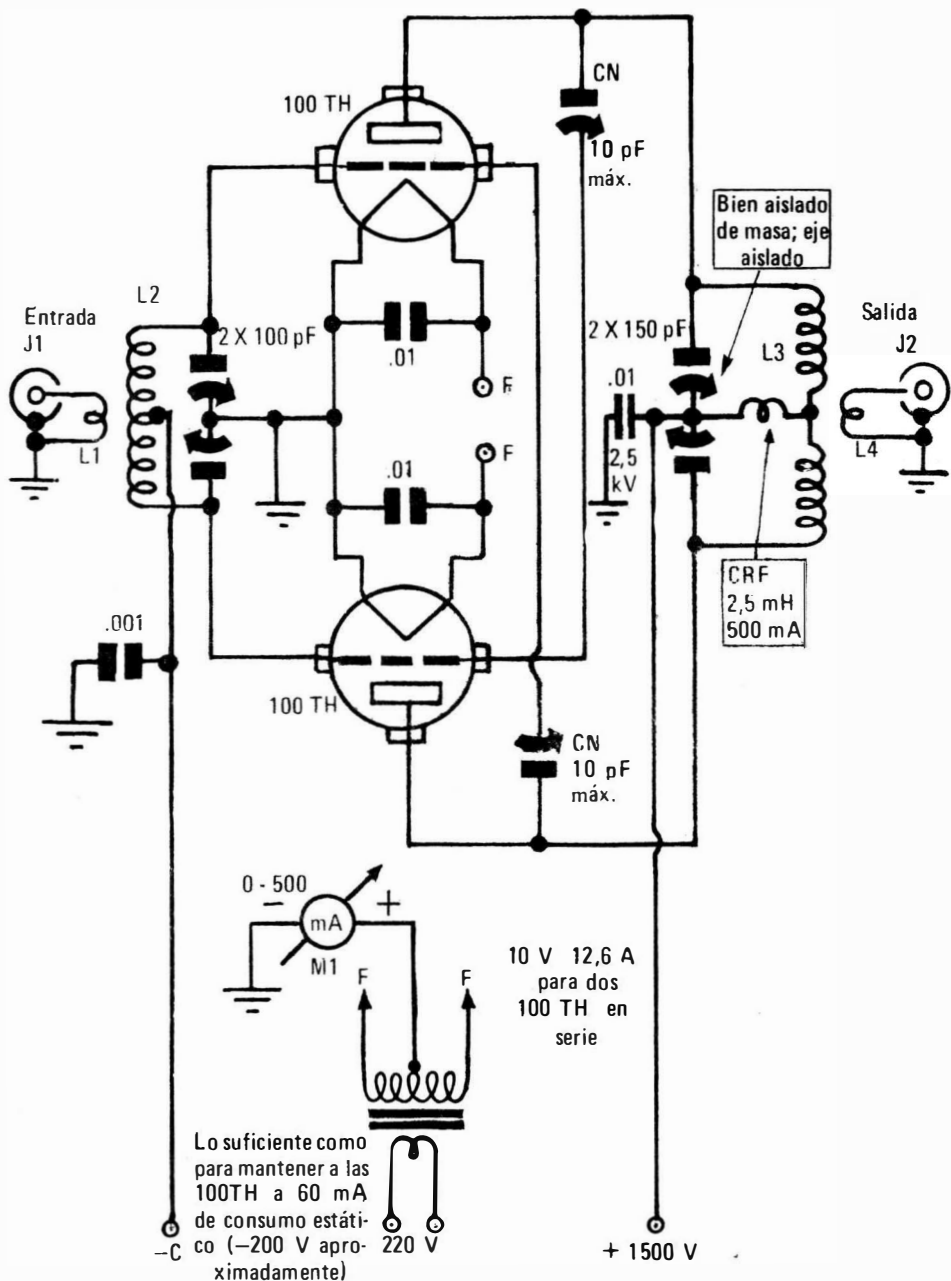 CN
100 TH
10 pF
máx.
Bien aislado
de masa; eje
aislado
L2
Entrada
J1
2 X 100 pF
.01
2 X 150 pF
L3
Salida
J2
F
.01
L1
F
.01
2,5
kV
L4
CRF
2,5 mH
500 mA
.001
100 TH
CN
10 pF
máx.
0 - 500
−
+
mA
M1
10 V 12,6 A
para dos
100 TH en
serie
F
F
Lo suficiente como
para mantener a las
100TH a 60 mA
de consumo estáti-
co (−200 V apro-
ximadamente)
−C
220 V
+ 1500 V